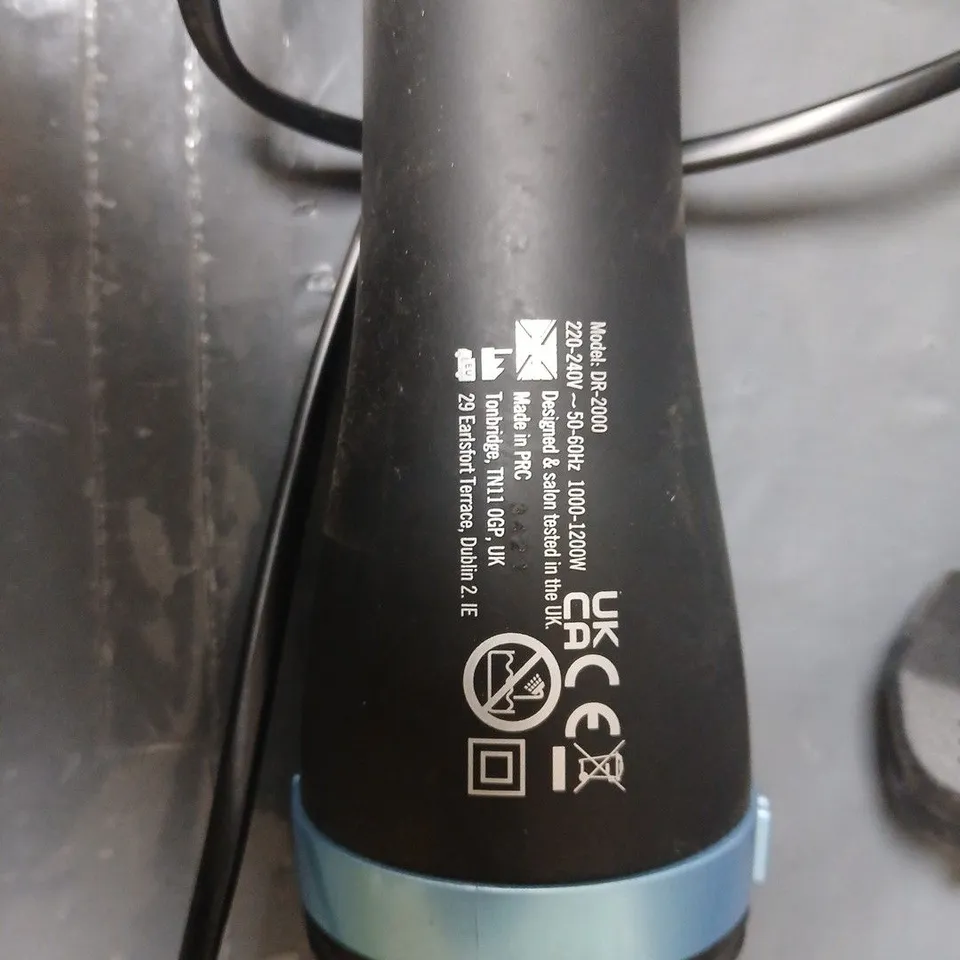 Model: DR-2000
220-240V ~ 50-60Hz 1000-1200W
Designed & salon tested in the UK.
Made in PRC
Tonbridge, TN11 0GP, UK
29 Earlsfort Terrace, Dublin 2. IE
UK
CA
CE